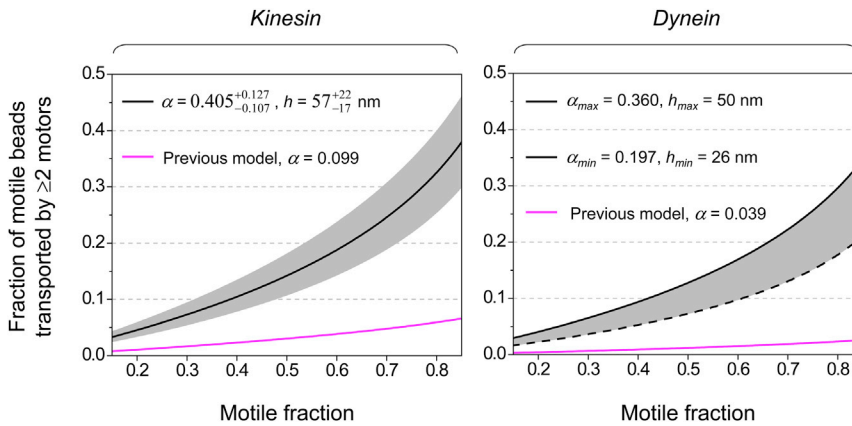 Kinesin
Dynein
Fraction of motile beads
transported by ≥2 motors
0.5
0.4
0.3
0.2
0.1
0.0
α = 0.405 +0.127 −0.107 , h = 57 +22 −17 nm
Previous model, α = 0.099
0.2 0.3 0.4 0.5 0.6 0.7 0.8
Motile fraction
0.5
0.4
0.3
0.2
0.1
0.0
αmax = 0.360, hmax = 50 nm
αmin = 0.197, hmin = 26 nm
Previous model, α = 0.039
0.2 0.3 0.4 0.5 0.6 0.7 0.8
Motile fraction